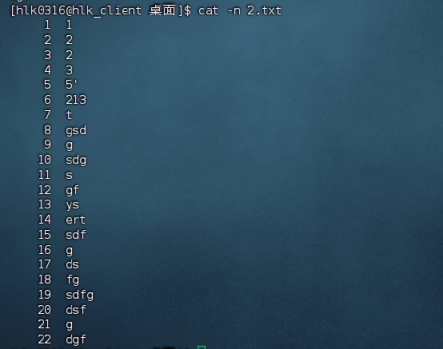 [hlk0316@hlk_client 桌面]$ cat -n 2.txt
1 1
2 2
3 2
4 3
5 5'
6 213
7 t
8 gsd
9 g
10 sdg
11 s
12 gf
13 ys
14 ert
15 sdf
16 g
17 ds
18 fg
19 sdfg
20 dsf
21 g
22 dgf